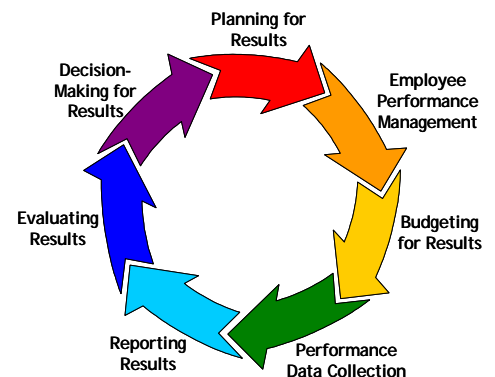 Planning for
Results
Employee
Performance
Management
Budgeting
for Results
Performance
Data Collection
Reporting
Results
Evaluating
Results
Decision-
Making for
Results